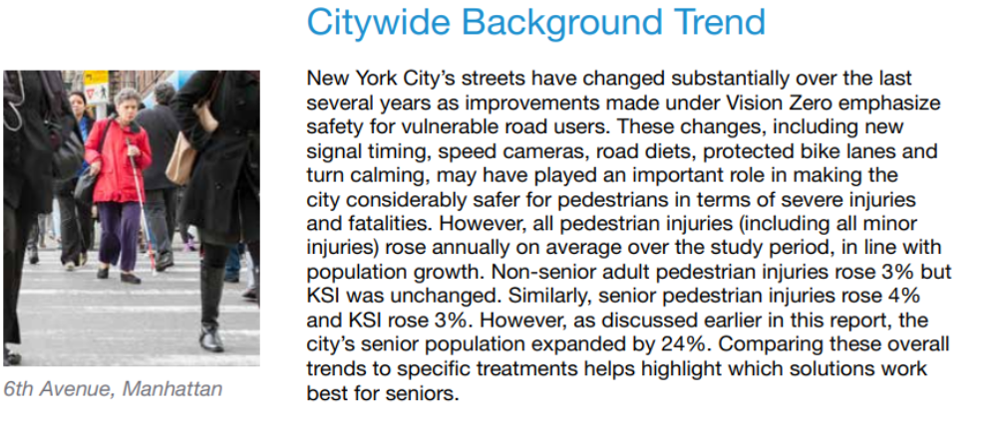 Citywide Background Trend
New York City’s streets have changed substantially over the last
several years as improvements made under Vision Zero emphasize
safety for vulnerable road users. These changes, including new
signal timing, speed cameras, road diets, protected bike lanes and
turn calming, may have played an important role in making the
city considerably safer for pedestrians in terms of severe injuries
and fatalities. However, all pedestrian injuries (including all minor
injuries) rose annually on average over the study period, in line with
population growth. Non-senior adult pedestrian injuries rose 3% but
KSI was unchanged. Similarly, senior pedestrian injuries rose 4%
and KSI rose 3%. However, as discussed earlier in this report, the
city’s senior population expanded by 24%. Comparing these overall
trends to specific treatments helps highlight which solutions work
best for seniors.
6th Avenue, Manhattan